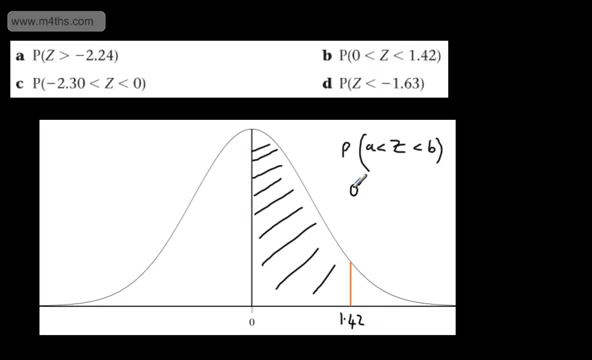 www.m4ths.com
a P(Z > −2.24) b P(0 < Z < 1.42)
c P(−2.30 < Z < 0) d P(Z < −1.63)
P (a < Z < b)
0
0 1.42